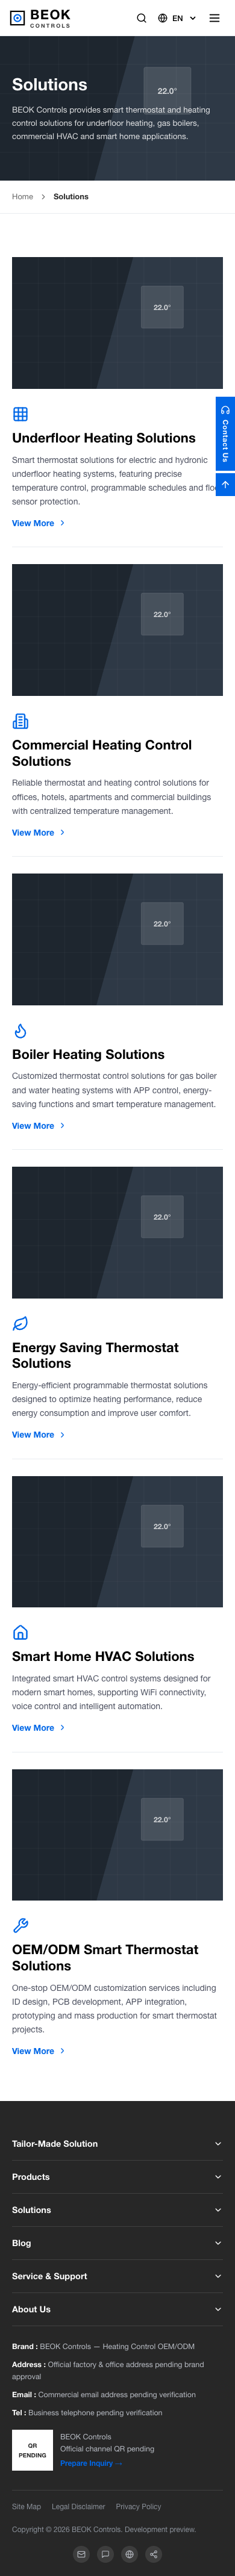 BEOK
CONTROLS
EN
Solutions
22.0°
BEOK Controls provides smart thermostat and heating
control solutions for underfloor heating, gas boilers,
commercial HVAC and smart home applications.
Home
Solutions
22.0°
Contact Us
Underfloor Heating Solutions
Smart thermostat solutions for electric and hydronic
underfloor heating systems, featuring precise
temperature control, programmable schedules and
sensor protection.
View More
22.0°
Commercial Heating Control
Solutions
Reliable thermostat and heating control solutions for
offices, hotels, apartments and commercial buildings
with centralized temperature management.
View More
22.0°
Boiler Heating Solutions
Customized thermostat control solutions for gas boiler
and water heating systems with APP control, energy-
saving functions and smart temperature management.
View More
22.0°
Energy Saving Thermostat
Solutions
Energy-efficient programmable thermostat solutions
designed to optimize heating performance, reduce
energy consumption and improve user comfort.
View More
22.0°
Smart Home HVAC Solutions
Integrated smart HVAC control systems designed for
modern smart homes, supporting WiFi connectivity,
voice control and intelligent automation.
View More
22.0°
OEM/ODM Smart Thermostat
Solutions
One-stop OEM/ODM customization services including
ID design, PCB development, APP integration,
prototyping and mass production for smart thermostat
projects.
View More
Tailor-Made Solution
Products
Solutions
Blog
Service & Support
About Us
Brand : BEOK Controls — Heating Control OEM/ODM
Address : Official factory & office address pending brand
approval
Email : Commercial email address pending verification
Tel : Business telephone pending verification
QR
PENDING
BEOK Controls
Official channel QR pending
Prepare Inquiry →
Site Map
Legal Disclaimer
Privacy Policy
Copyright © 2026 BEOK Controls. Development preview.